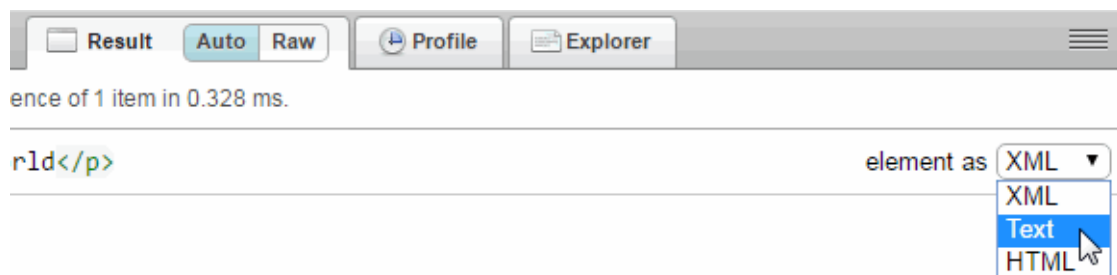 Result Auto Raw Profile Explorer
ence of 1 item in 0.328 ms.
rld</p> element as XML
XML
Text
HTML